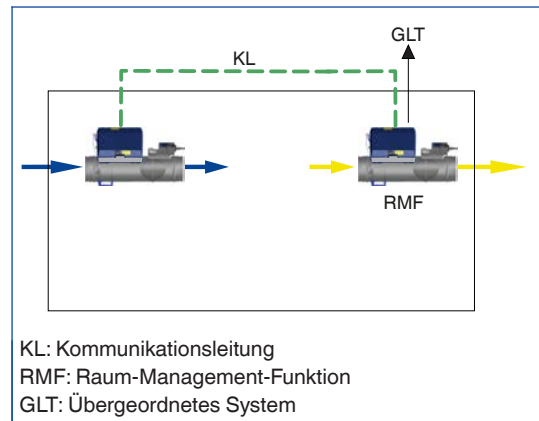 GLT
KL
RMF
KL: Kommunikationsleitung
RMF: Raum-Management-Funktion
GLT: Übergeordnetes System